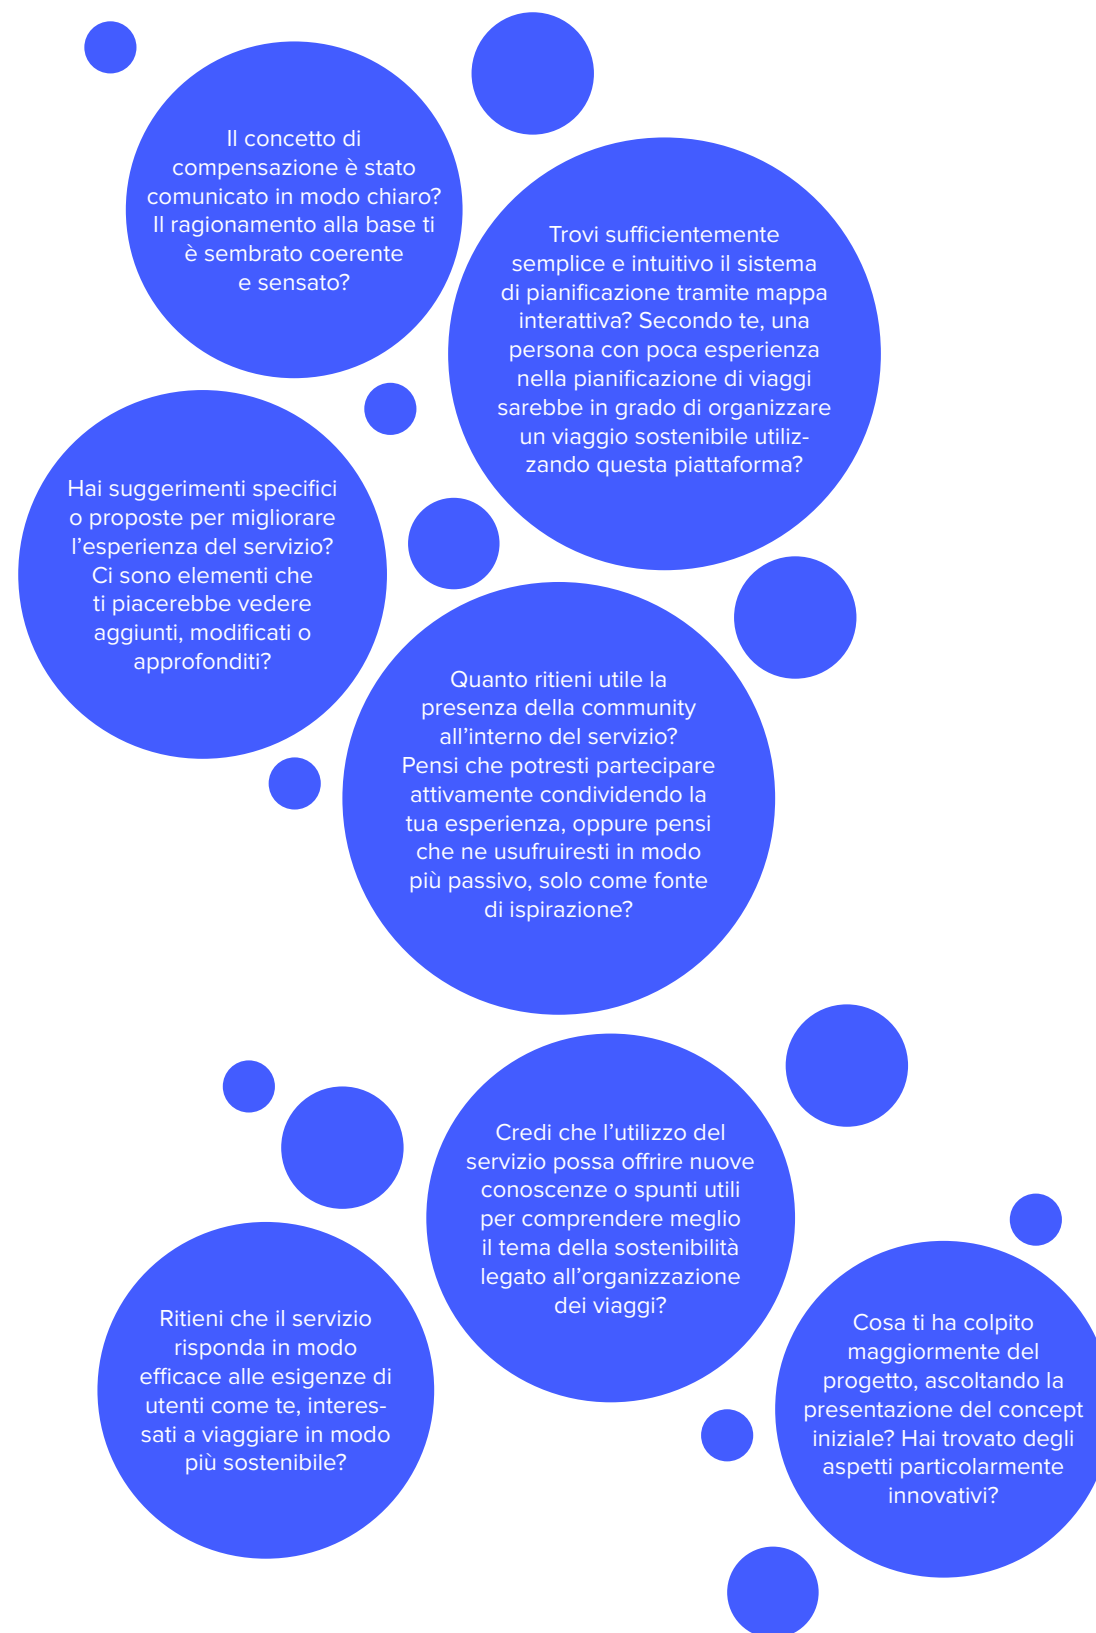 Il concetto di
compensazione è stato
comunicato in modo chiaro?
Il ragionamento alla base ti
è sembrato coerente
e sensato?
Trovi sufficientemente
semplice e intuitivo il sistema
di pianificazione tramite mappa
interattiva? Secondo te, una
persona con poca esperienza
nella pianificazione di viaggi
sarebbe in grado di organizzare
un viaggio sostenibile utiliz-
zando questa piattaforma?
Hai suggerimenti specifici
o proposte per migliorare
l’esperienza del servizio?
Ci sono elementi che
ti piacerebbe vedere
aggiunti, modificati o
approfonditi?
Quanto ritieni utile la
presenza della community
all’interno del servizio?
Pensi che potresti partecipare
attivamente condividendo la
tua esperienza, oppure pensi
che ne usufruiresti in modo
più passivo, solo come fonte
di ispirazione?
Credi che l’utilizzo del
servizio possa offrire nuove
conoscenze o spunti utili
per comprendere meglio
il tema della sostenibilità
legato all’organizzazione
dei viaggi?
Ritieni che il servizio
risponda in modo
efficace alle esigenze di
utenti come te, interes-
sati a viaggiare in modo
più sostenibile?
Cosa ti ha colpito
maggiormente del
progetto, ascoltando la
presentazione del concept
iniziale? Hai trovato degli
aspetti particolarmente
innovativi?